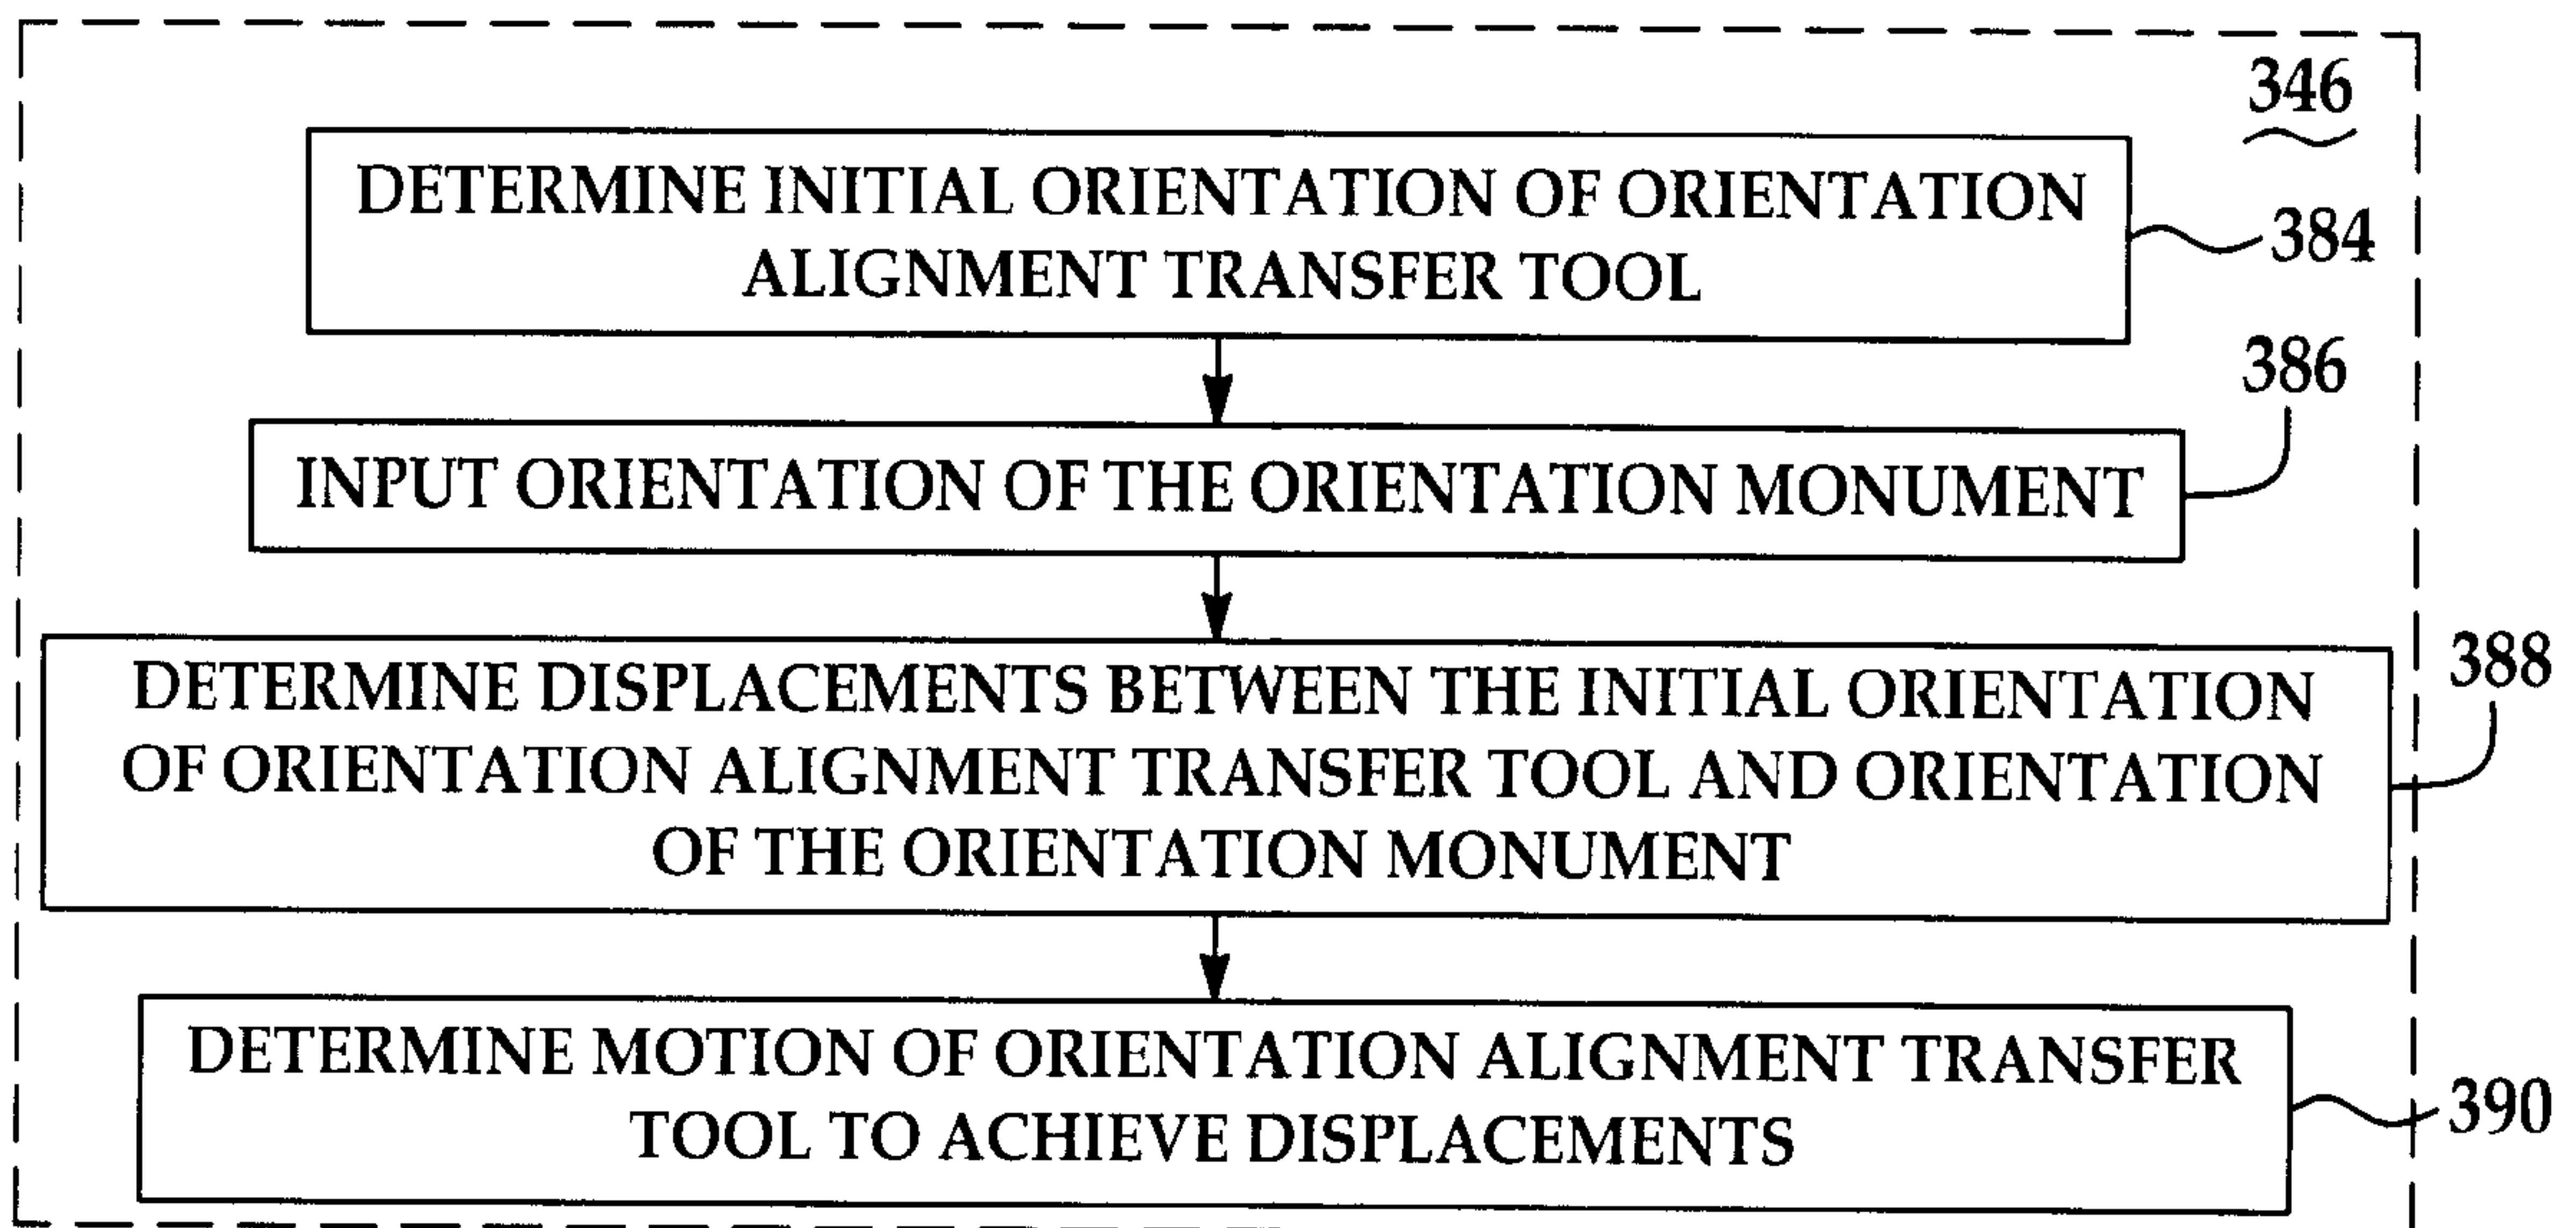 346
DETERMINE INITIAL ORIENTATION OF ORIENTATION
ALIGNMENT TRANSFER TOOL
384
386
INPUT ORIENTATION OF THE ORIENTATION MONUMENT
DETERMINE DISPLACEMENTS BETWEEN THE INITIAL ORIENTATION
OF ORIENTATION ALIGNMENT TRANSFER TOOL AND ORIENTATION
OF THE ORIENTATION MONUMENT
388
DETERMINE MOTION OF ORIENTATION ALIGNMENT TRANSFER
TOOL TO ACHIEVE DISPLACEMENTS
390